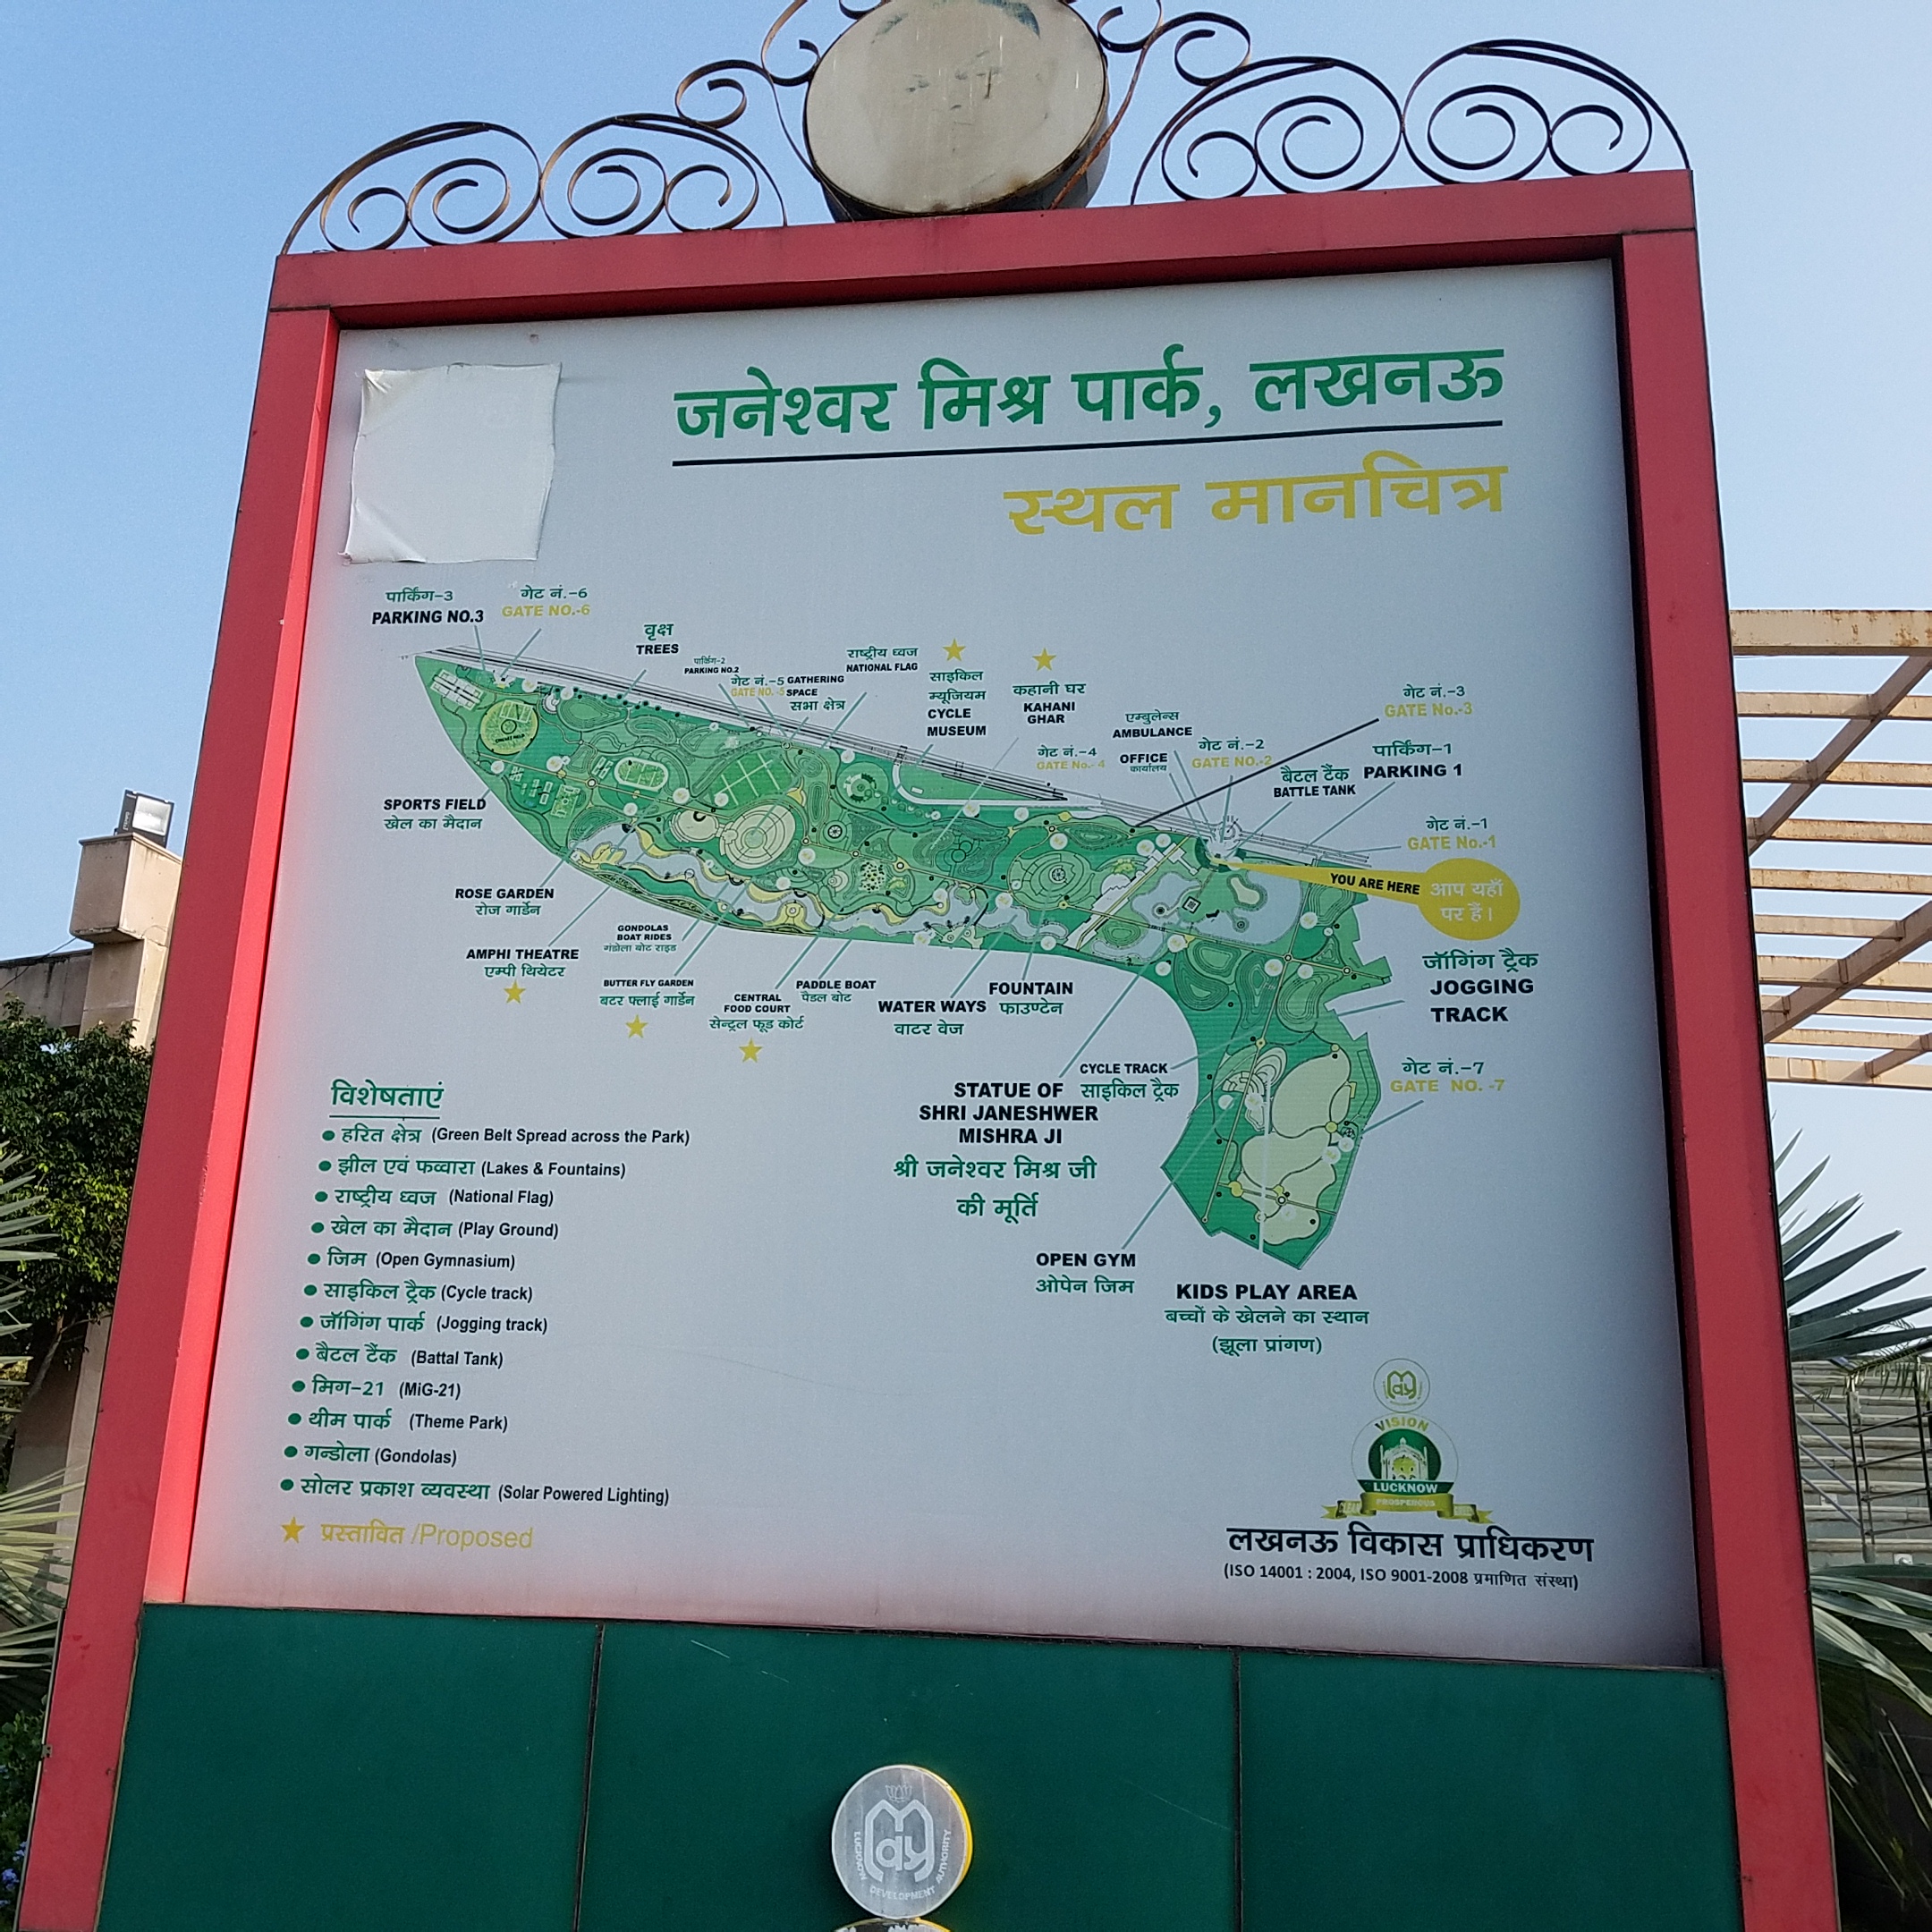 जनेश्वर मिश्र पार्क, लखनऊ
स्थल मानचित्र
पार्किंग-3
PARKING NO.3
गेट नं.-6
GATE NO.-6
वृक्ष
TREES
पार्किंग-2
PARKING NO.2
गेट नं.-5
GATE NO. -5
GATHERING
SPACE
सभा क्षेत्र
राष्ट्रीय ध्वज
NATIONAL FLAG
साइकिल
म्यूजियम
CYCLE
MUSEUM
कहानी घर
KAHANI
GHAR
गेट नं.-4
GATE No.- 4
एम्बुलेन्स
AMBULANCE
OFFICE
कार्यालय
गेट नं.-2
GATE NO.-2
गेट नं.-3
GATE No.-3
बैटल टैंक
BATTLE TANK
पार्किंग-1
PARKING 1
गेट नं.-1
GATE No.-1
YOU ARE HERE
आप यहाँ
पर हैं।
SPORTS FIELD
खेल का मैदान
ROSE GARDEN
रोज गार्डेन
AMPHI THEATRE
एम्पी थियेटर
GONDOLAS
BOAT RIDES
गंडोला बोट राइड
BUTTER FLY GARDEN
बटर फ्लाई गार्डेन
CENTRAL
FOOD COURT
सेन्ट्रल फूड कोर्ट
PADDLE BOAT
पैडल बोट
WATER WAYS
वाटर वेज
FOUNTAIN
फाउण्टेन
जॉगिंग ट्रैक
JOGGING
TRACK
CYCLE TRACK
साइकिल ट्रैक
गेट नं.-7
GATE NO. -7
STATUE OF
SHRI JANESHWER
MISHRA JI
श्री जनेश्वर मिश्र जी
की मूर्ति
OPEN GYM
ओपेन जिम
KIDS PLAY AREA
बच्चों के खेलने का स्थान
(झूला प्रांगण)
विशेषताएं
● हरित क्षेत्र (Green Belt Spread across the Park)
● झील एवं फव्वारा (Lakes & Fountains)
● राष्ट्रीय ध्वज (National Flag)
● खेल का मैदान (Play Ground)
● जिम (Open Gymnasium)
● साइकिल ट्रैक (Cycle track)
● जॉगिंग पार्क (Jogging track)
● बैटल टैंक (Battal Tank)
● मिग-21 (MiG-21)
● थीम पार्क (Theme Park)
● गन्डोला (Gondolas)
● सोलर प्रकाश व्यवस्था (Solar Powered Lighting)
★ प्रस्तावित /Proposed
VISION
LUCKNOW
PROSPEROUS
लखनऊ विकास प्राधिकरण
(ISO 14001 : 2004, ISO 9001-2008 प्रमाणित संस्था)
LUCKNOW DEVELOPMENT AUTHORITY